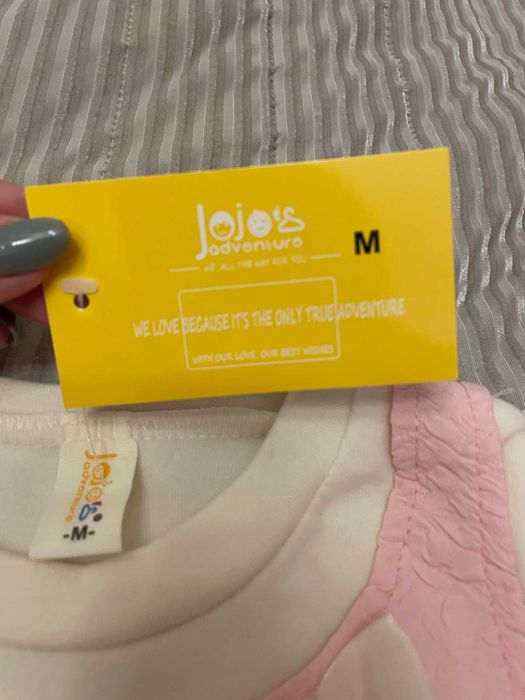 Jojo's
adventure
M
WE ALL THE WAY FOR YOU
WE LOVE BECAUSE IT'S THE ONLY TRUE ADVENTURE
WITH OUR LOVE. OUR BEST WISHES
Jojo's
adventure
-M-